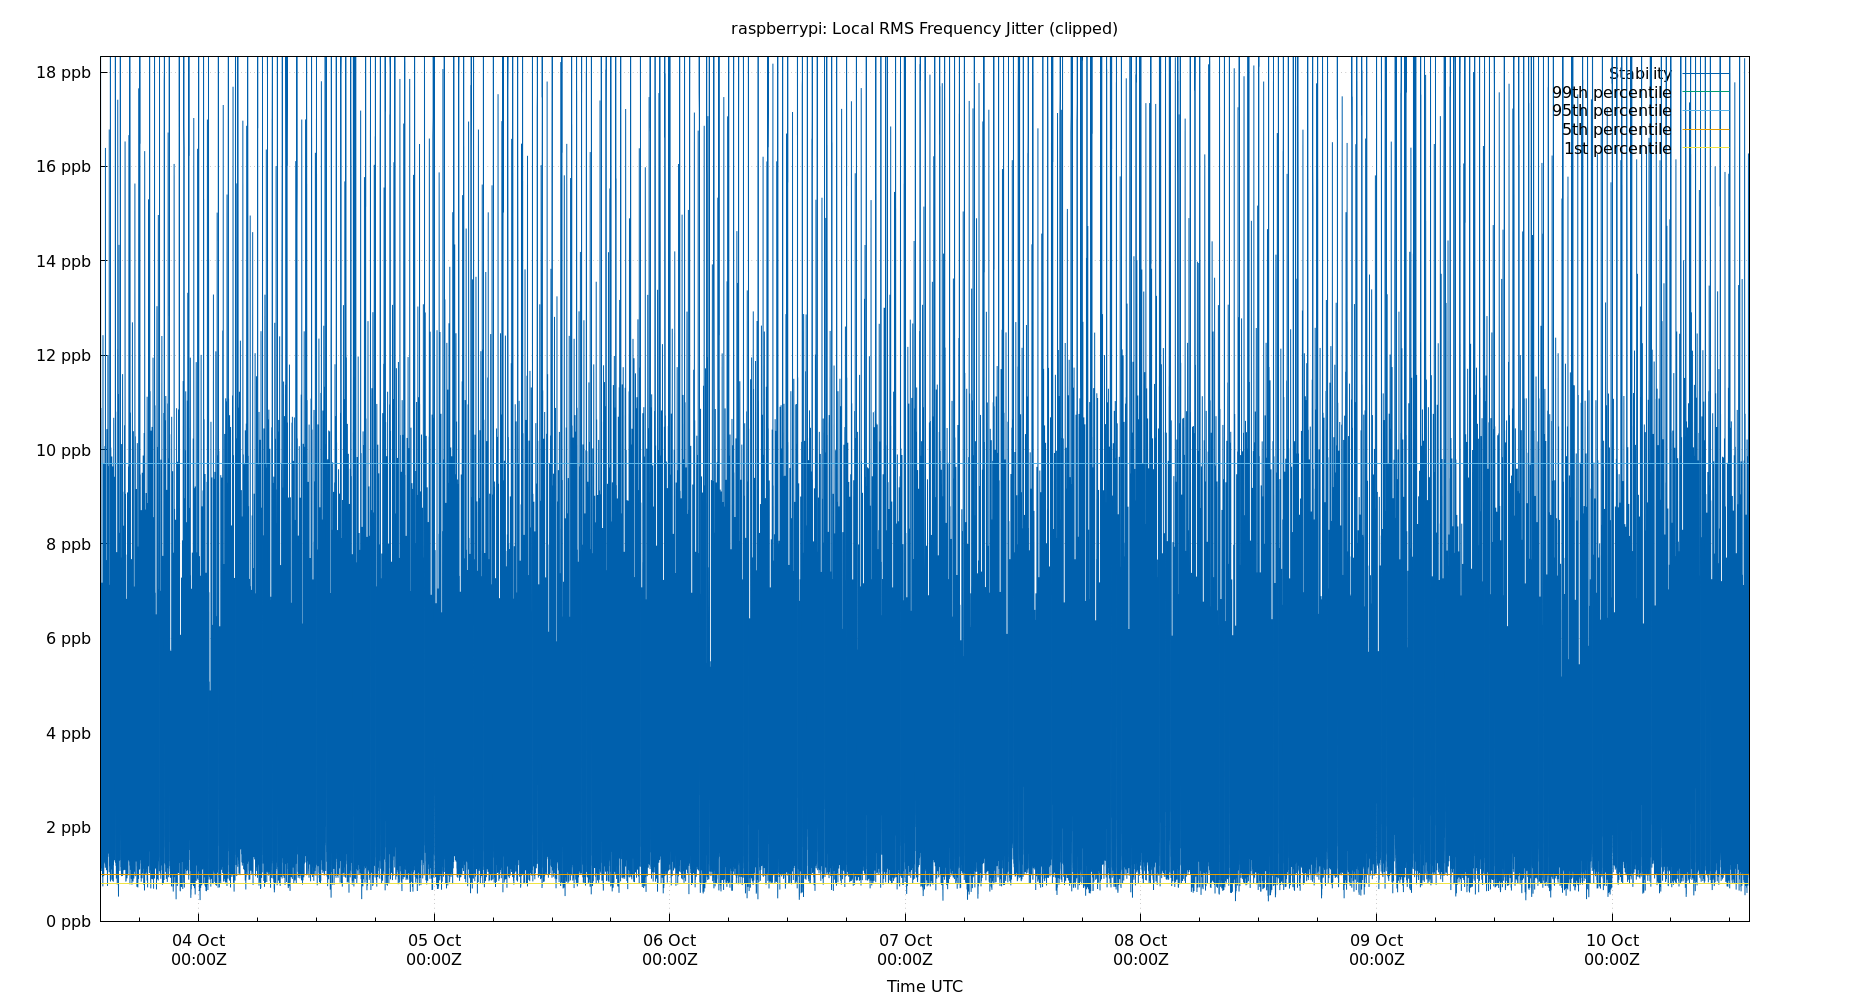 raspberrypi: Local RMS Frequency Jitter (clipped)
18 ppb
16 ppb
14 ppb
12 ppb
10 ppb
8 ppb
6 ppb
4 ppb
2 ppb
0 ppb
Stability
99th percentile
95th percentile
5th percentile
1st percentile
04 Oct
00:00Z
05 Oct
00:00Z
06 Oct
00:00Z
07 Oct
00:00Z
08 Oct
00:00Z
09 Oct
00:00Z
10 Oct
00:00Z
Time UTC